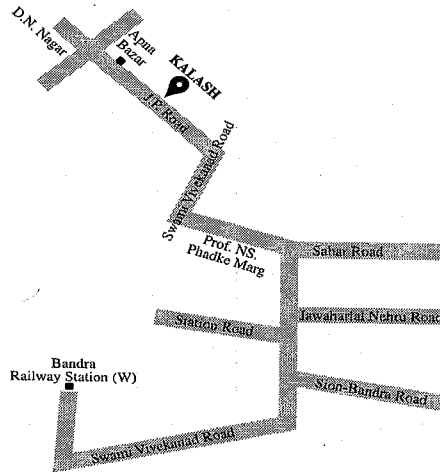 D.N. Nagar
Apna
Bazar
KALASH
J.P. Road
Swami Vivekanad Road
Prof. NS.
Phadke Marg
Sahar Road
Station Road
Jawaharlal Nehru Road
Bandra
Railway Station (W)
Sion-Bandra Road
Swami Vivekanad Road